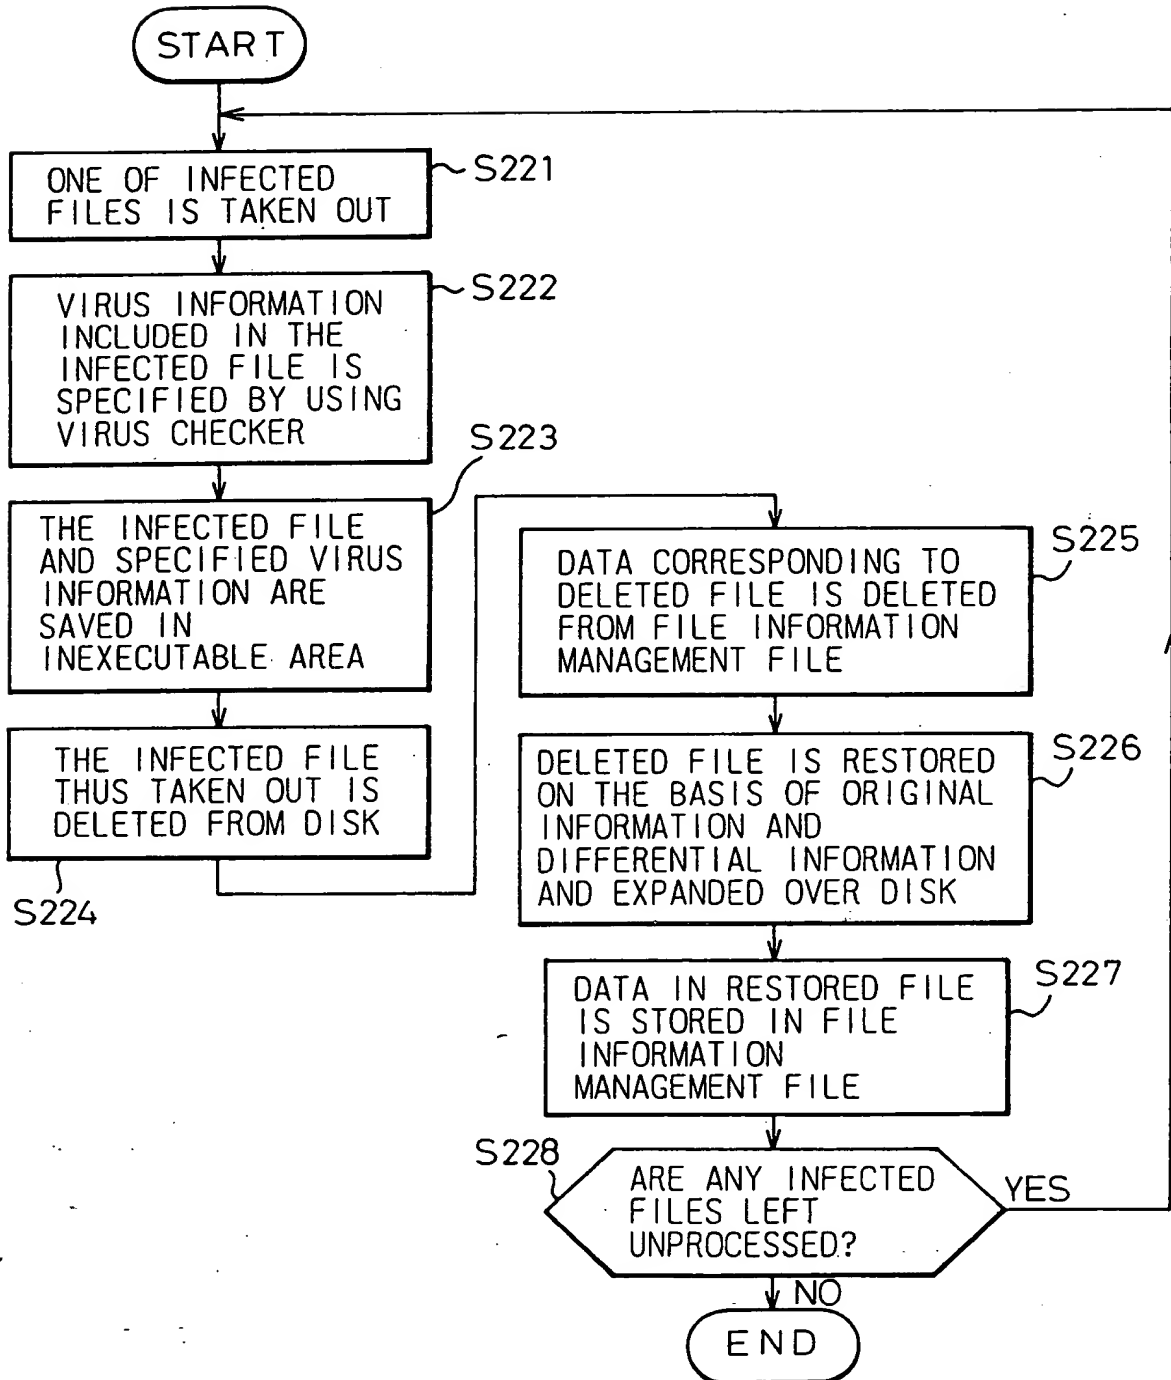 START
ONE OF INFECTED
FILES IS TAKEN OUT
S221
VIRUS INFORMATION
INCLUDED IN THE
INFECTED FILE IS
SPECIFIED BY USING
VIRUS CHECKER
S222
THE INFECTED FILE
AND SPECIFIED VIRUS
INFORMATION ARE
SAVED IN
INEXECUTABLE AREA
S223
THE INFECTED FILE
THUS TAKEN OUT IS
DELETED FROM DISK
S224
DATA CORRESPONDING TO
DELETED FILE IS DELETED
FROM FILE INFORMATION
MANAGEMENT FILE
S225
DELETED FILE IS RESTORED
ON THE BASIS OF ORIGINAL
INFORMATION AND
DIFFERENTIAL INFORMATION
AND EXPANDED OVER DISK
S226
DATA IN RESTORED FILE
IS STORED IN FILE
INFORMATION
MANAGEMENT FILE
S227
S228
ARE ANY INFECTED
FILES LEFT
UNPROCESSED?
YES
NO
END